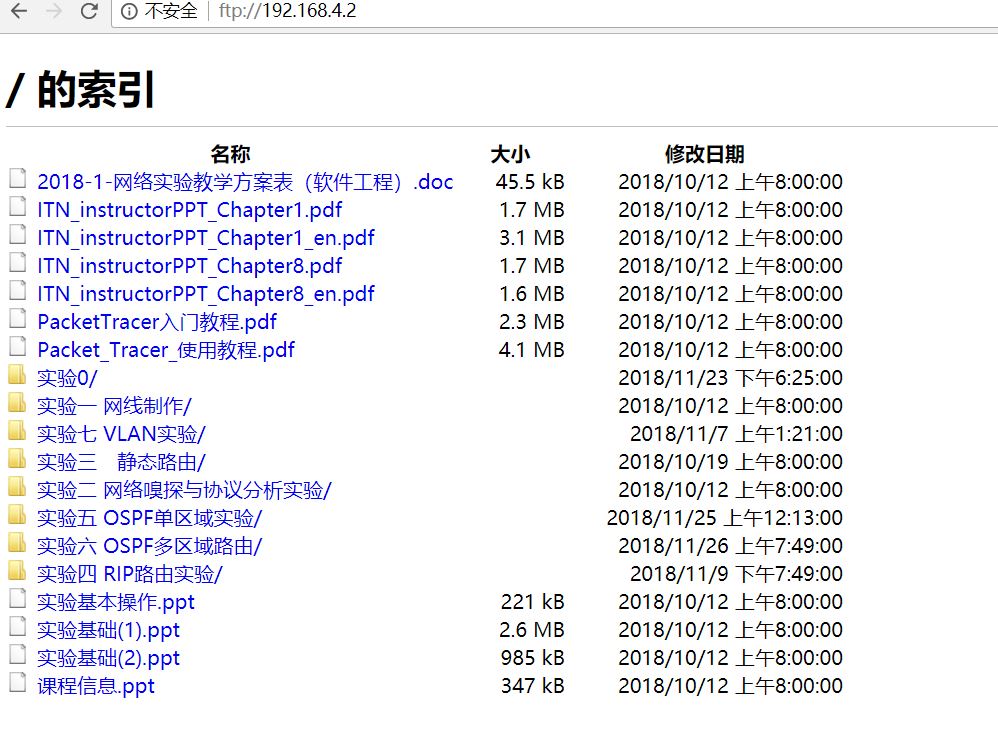 不安全 ftp://192.168.4.2
/ 的索引
名称 大小 修改日期
2018-1-网络实验教学方案表（软件工程）.doc 45.5 kB 2018/10/12 上午8:00:00
ITN_instructorPPT_Chapter1.pdf 1.7 MB 2018/10/12 上午8:00:00
ITN_instructorPPT_Chapter1_en.pdf 3.1 MB 2018/10/12 上午8:00:00
ITN_instructorPPT_Chapter8.pdf 1.7 MB 2018/10/12 上午8:00:00
ITN_instructorPPT_Chapter8_en.pdf 1.6 MB 2018/10/12 上午8:00:00
PacketTracer入门教程.pdf 2.3 MB 2018/10/12 上午8:00:00
Packet_Tracer_使用教程.pdf 4.1 MB 2018/10/12 上午8:00:00
实验0/ 2018/11/23 下午6:25:00
实验一 网线制作/ 2018/10/12 上午8:00:00
实验七 VLAN实验/ 2018/11/7 上午1:21:00
实验三　静态路由/ 2018/10/19 上午8:00:00
实验二 网络嗅探与协议分析实验/ 2018/10/12 上午8:00:00
实验五 OSPF单区域实验/ 2018/11/25 上午12:13:00
实验六 OSPF多区域路由/ 2018/11/26 上午7:49:00
实验四 RIP路由实验/ 2018/11/9 下午7:49:00
实验基本操作.ppt 221 kB 2018/10/12 上午8:00:00
实验基础(1).ppt 2.6 MB 2018/10/12 上午8:00:00
实验基础(2).ppt 985 kB 2018/10/12 上午8:00:00
课程信息.ppt 347 kB 2018/10/12 上午8:00:00